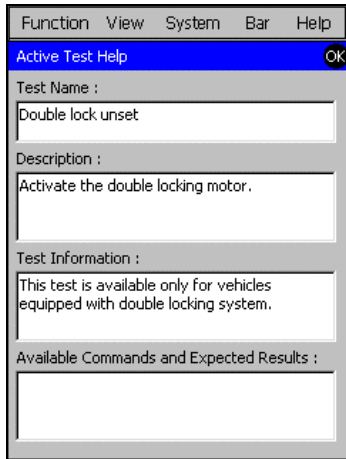 Function View System Bar Help
Active Test Help OK
Test Name :
Double lock unset
Description :
Activate the double locking motor.
Test Information :
This test is available only for vehicles
equipped with double locking system.
Available Commands and Expected Results :